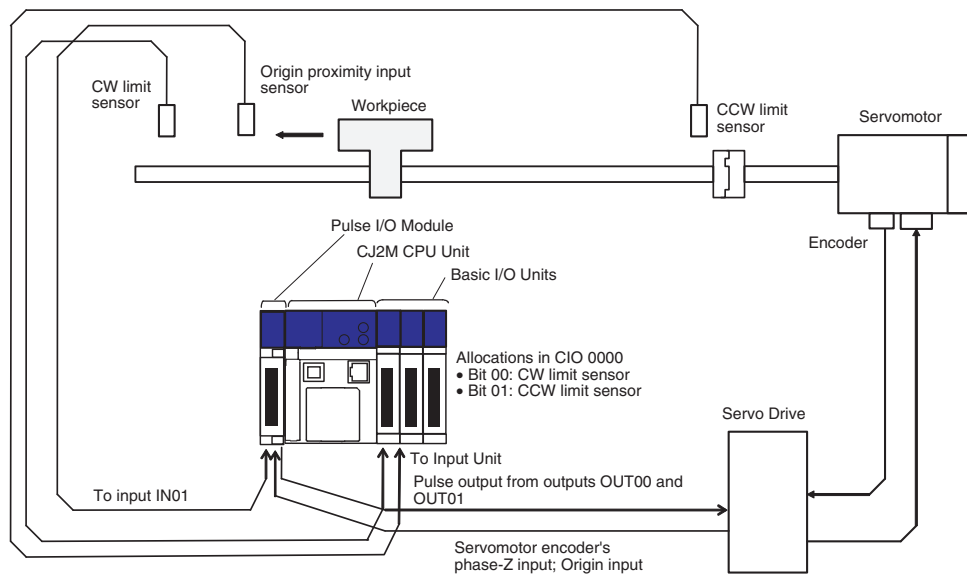 CW limit
sensor
Origin proximity input
sensor
Workpiece
CCW limit
sensor
Servomotor
Encoder
Pulse I/O Module
CJ2M CPU Unit
Basic I/O Units
Allocations in CIO 0000
• Bit 00: CW limit sensor
• Bit 01: CCW limit sensor
Servo Drive
To Input Unit
To input IN01
Pulse output from outputs OUT00 and
OUT01
Servomotor encoder's
phase-Z input; Origin input